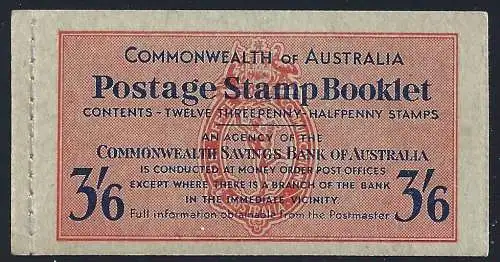 COMMONWEALTH OF AUSTRALIA
Postage Stamp Booklet
CONTENTS - TWELVE THREEPENNY HALFPENNY STAMPS
AN AGENCY OF THE
COMMONWEALTH SAVINGS BANK OF AUSTRALIA
IS CONDUCTED AT MONEY ORDER POST OFFICES
EXCEPT WHERE THERE IS A BRANCH OF THE BANK
IN THE IMMEDIATE VICINITY.
3/6 3/6
Full information obtainable from the Postmaster
AUSTRALIA